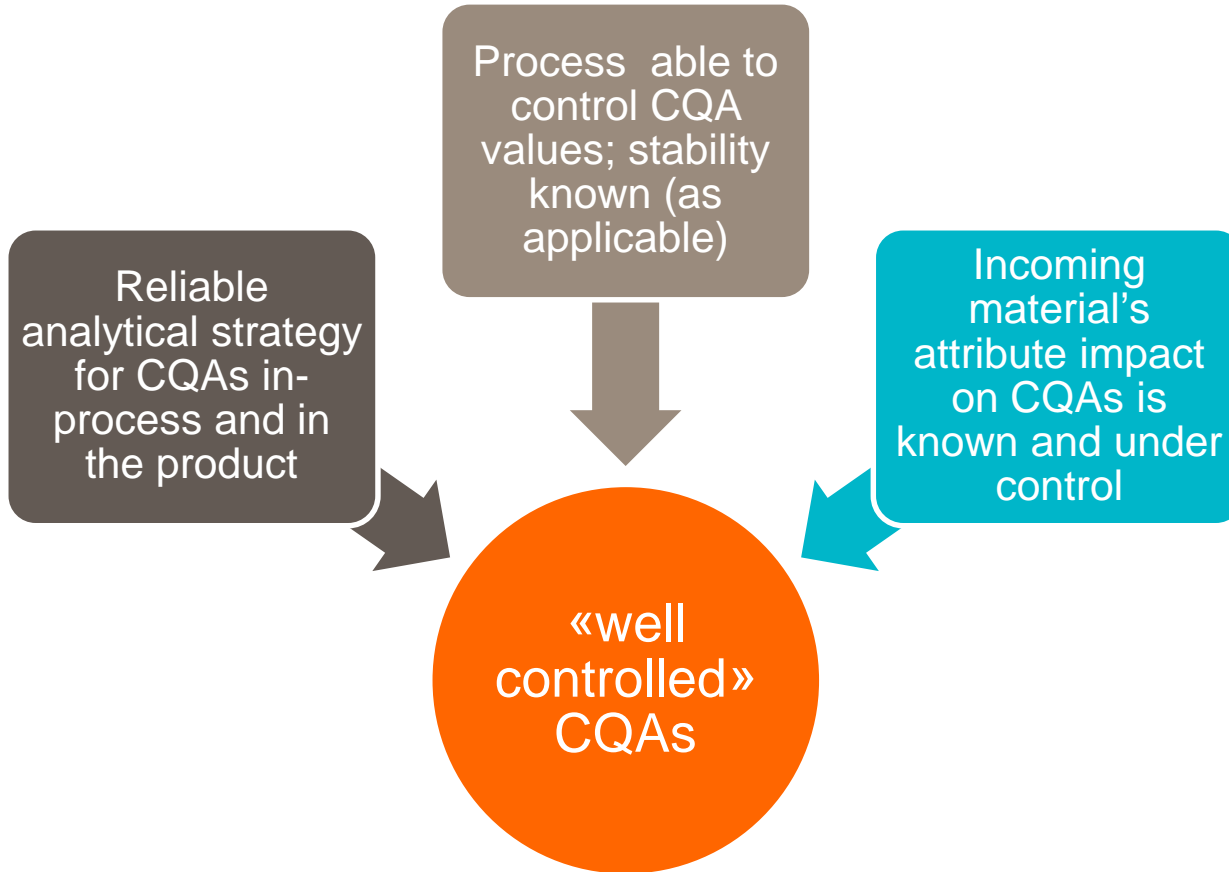 Process  able to
control CQA
values; stability
known (as
applicable)
Reliable
analytical strategy
for CQAs in-
process and in
the product
Incoming
material’s
attribute impact
on CQAs is
known and under
control
«well
controlled»
CQAs